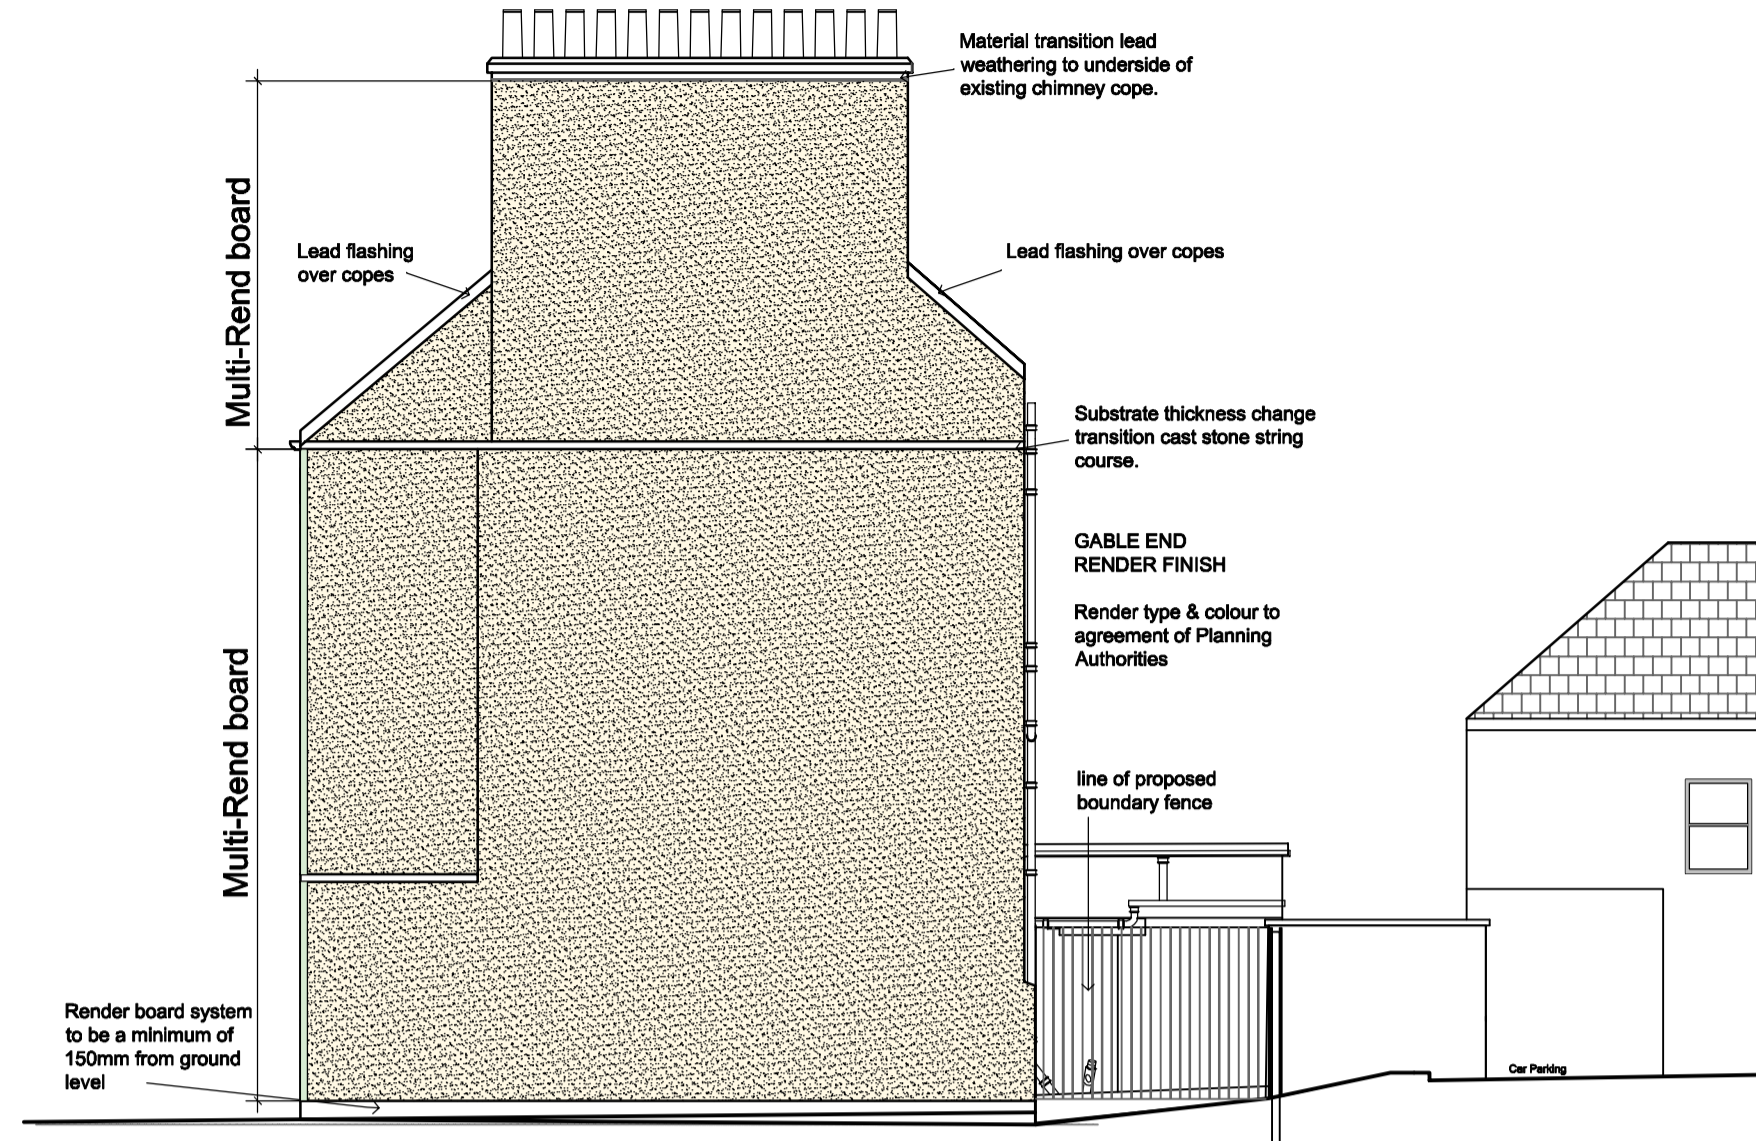 Material transition lead
weathering to underside of
existing chimney cope.
Multi-Rend board
Lead flashing
over copes
Lead flashing over copes
Substrate thickness change
transition cast stone string
course.
GABLE END
RENDER FINISH
Render type & colour to
agreement of Planning
Authorities
Multi-Rend board
line of proposed
boundary fence
Render board system
to be a minimum of
150mm from ground
level
Car Parking